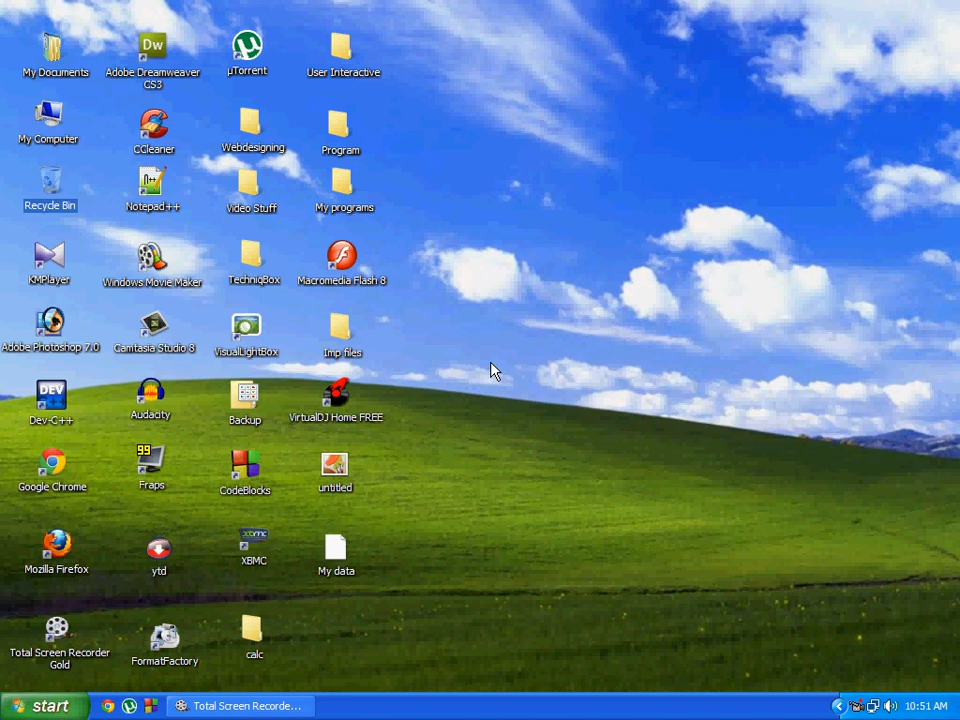 My Documents
Adobe Dreamweaver
CS3
µTorrent
User Interactive
My Computer
CCleaner
Webdesigning
Program
Recycle Bin
Notepad++
Video Stuff
My programs
KMPlayer
Windows Movie Maker
TechniqBox
Macromedia Flash 8
Adobe Photoshop 7.0
Camtasia Studio 8
VisualLightBox
Imp files
Dev-C++
Audacity
Backup
VirtualDJ Home FREE
Google Chrome
Fraps
CodeBlocks
untitled
Mozilla Firefox
ytd
XBMC
My data
Total Screen Recorder
Gold
FormatFactory
calc
Dw
DEV
99
xbmc
start
Total Screen Recorde...
10:51 AM